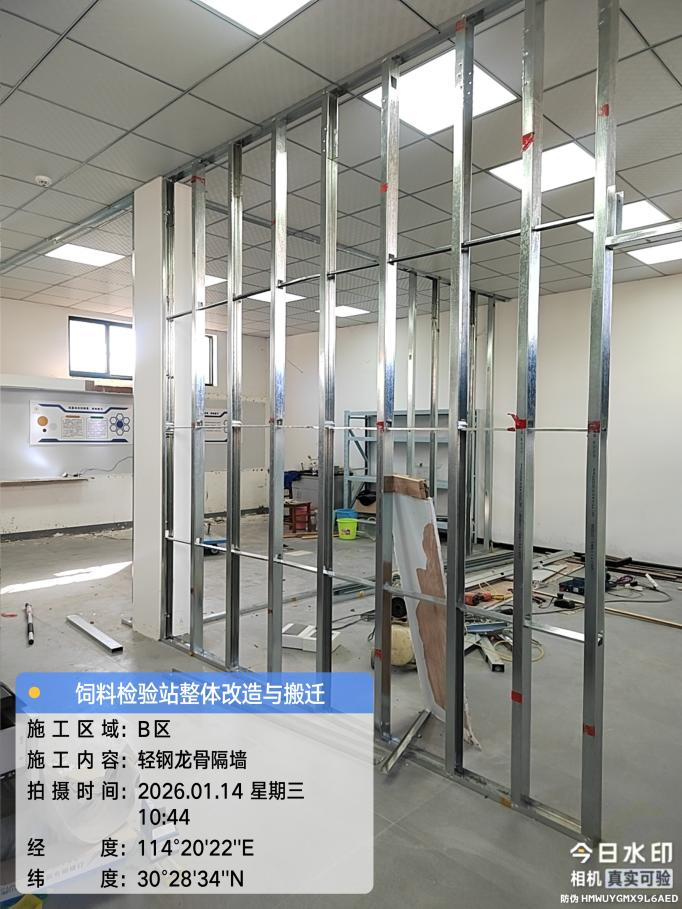 饲料检验站整体改造与搬迁
施工区域：B区
施工内容：轻钢龙骨隔墙
拍摄时间：2026.01.14 星期三
10:44
经度：114°20'22"E
纬度：30°28'34"N
今日水印
相机 真实可验
防伪 HMWUYGMX9L6AED